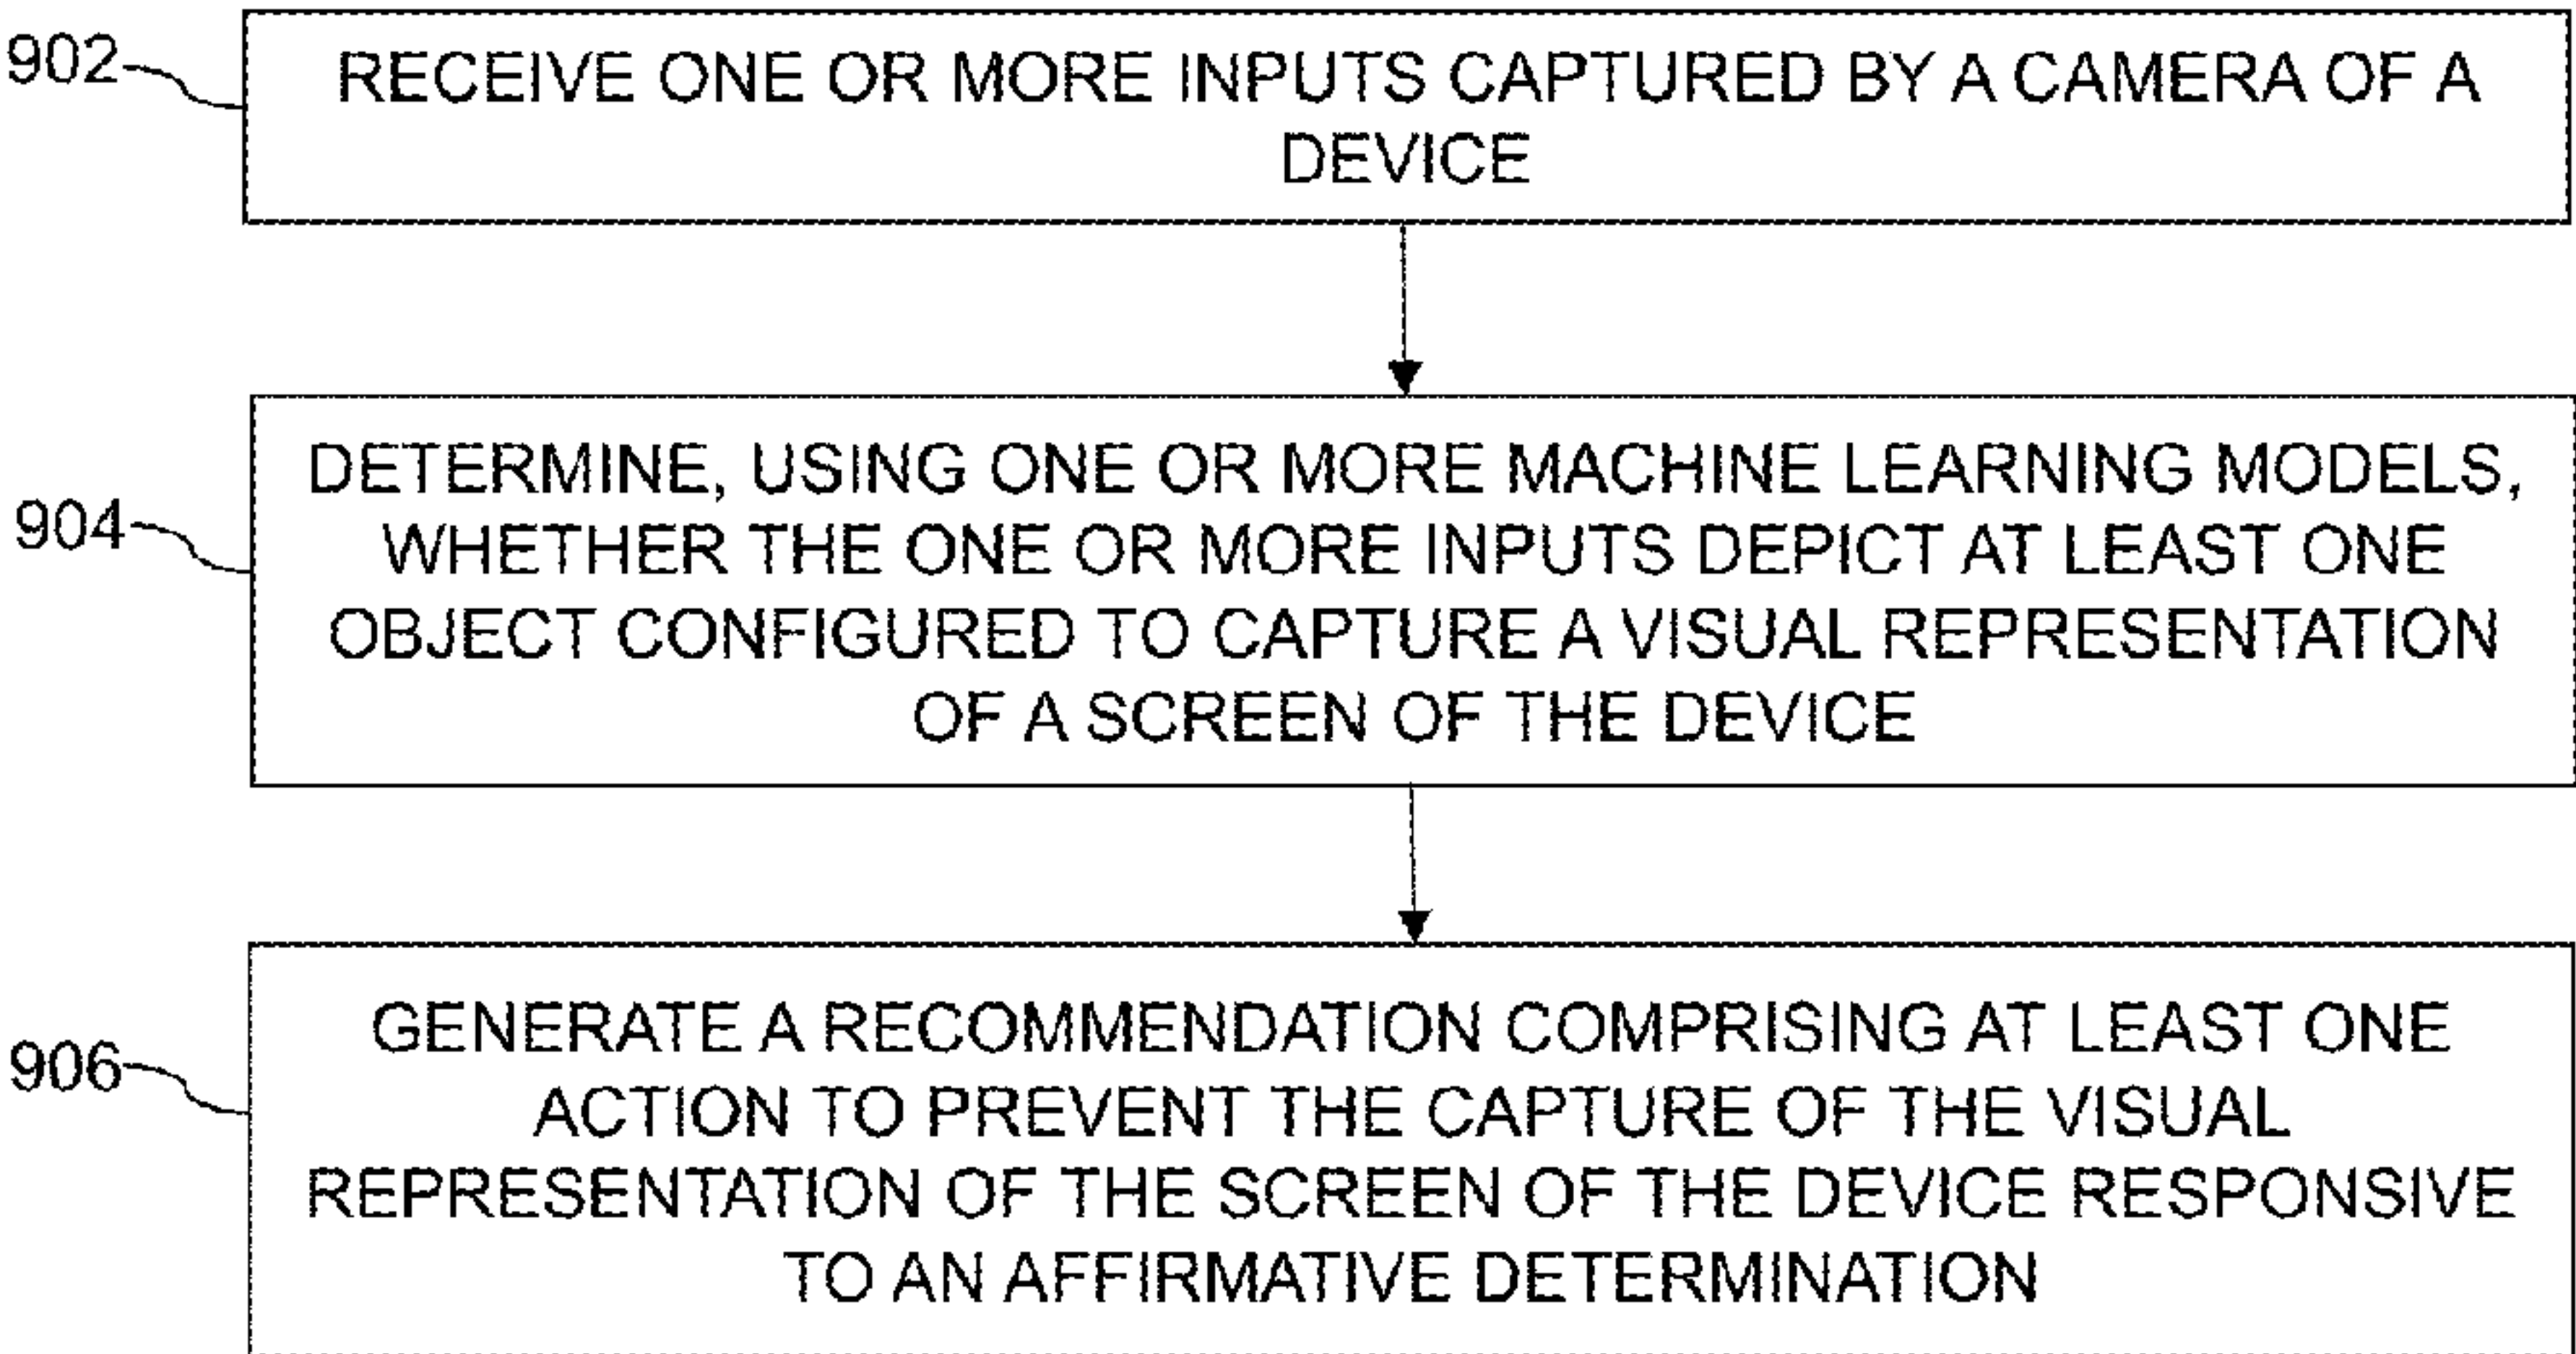 902
RECEIVE ONE OR MORE INPUTS CAPTURED BY A CAMERA OF A
DEVICE
904
DETERMINE, USING ONE OR MORE MACHINE LEARNING MODELS,
WHETHER THE ONE OR MORE INPUTS DEPICT AT LEAST ONE
OBJECT CONFIGURED TO CAPTURE A VISUAL REPRESENTATION
OF A SCREEN OF THE DEVICE
906
GENERATE A RECOMMENDATION COMPRISING AT LEAST ONE
ACTION TO PREVENT THE CAPTURE OF THE VISUAL
REPRESENTATION OF THE SCREEN OF THE DEVICE RESPONSIVE
TO AN AFFIRMATIVE DETERMINATION